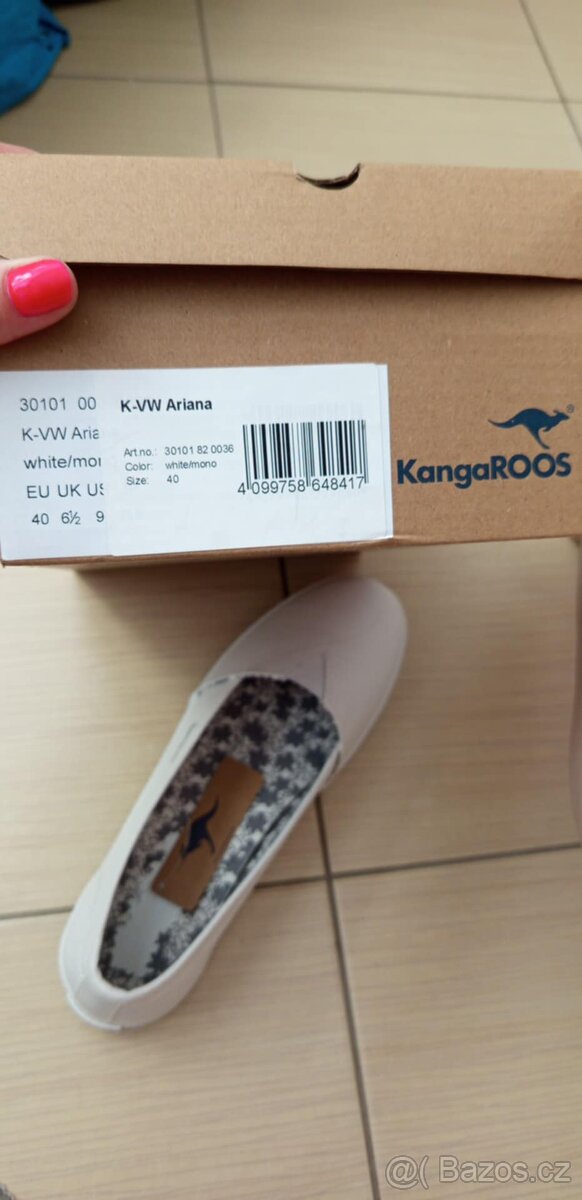 30101 00
K-VW Aria
white/mo
EU UK US
40 6½ 9
K-VW Ariana
Art.no.: 30101 82 0036
Color: white/mono
Size: 40
4 099758 648417
KangaROOS
®
@( Bazos.cz